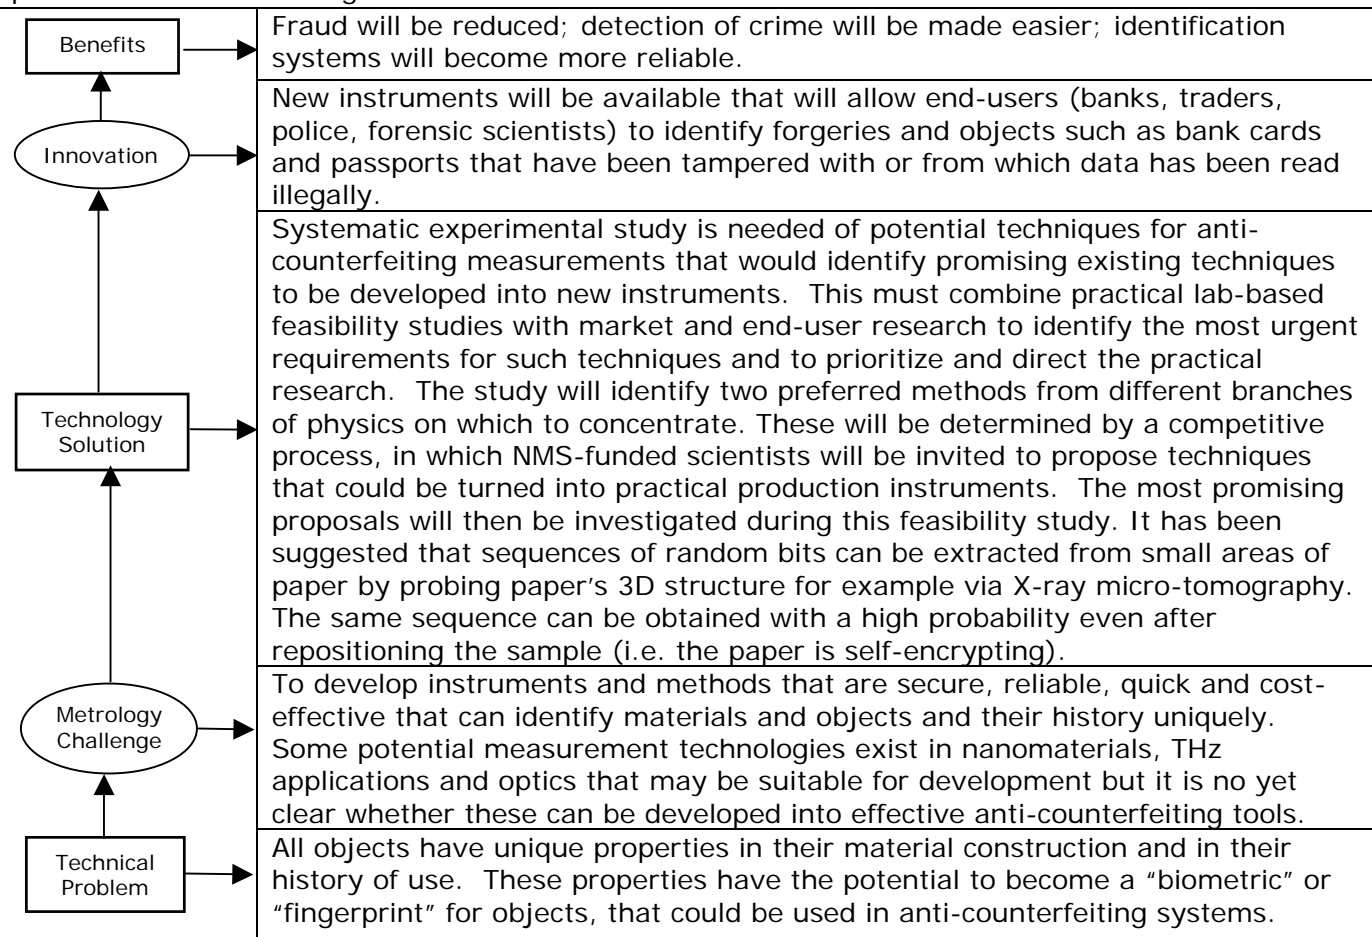 Benefits
Fraud will be reduced; detection of crime will be made easier; identification
systems will become more reliable.
Innovation
New instruments will be available that will allow end-users (banks, traders,
police, forensic scientists) to identify forgeries and objects such as bank cards
and passports that have been tampered with or from which data has been read
illegally.
Technology
Solution
Systematic experimental study is needed of potential techniques for anti-
counterfeiting measurements that would identify promising existing techniques
to be developed into new instruments.  This must combine practical lab-based
feasibility studies with market and end-user research to identify the most urgent
requirements for such techniques and to prioritize and direct the practical
research.  The study will identify two preferred methods from different branches
of physics on which to concentrate. These will be determined by a competitive
process, in which NMS-funded scientists will be invited to propose techniques
that could be turned into practical production instruments.  The most promising
proposals will then be investigated during this feasibility study. It has been
suggested that sequences of random bits can be extracted from small areas of
paper by probing paper’s 3D structure for example via X-ray micro-tomography.
The same sequence can be obtained with a high probability even after
repositioning the sample (i.e. the paper is self-encrypting).
Metrology
Challenge
To develop instruments and methods that are secure, reliable, quick and cost-
effective that can identify materials and objects and their history uniquely.
Some potential measurement technologies exist in nanomaterials, THz
applications and optics that may be suitable for development but it is no yet
clear whether these can be developed into effective anti-counterfeiting tools.
Technical
Problem
All objects have unique properties in their material construction and in their
history of use.  These properties have the potential to become a “biometric” or
“fingerprint” for objects, that could be used in anti-counterfeiting systems.